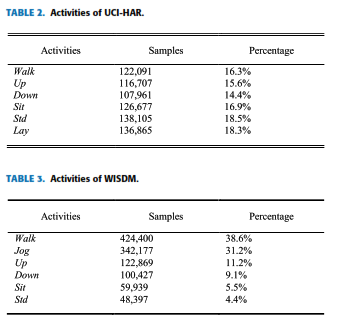 TABLE 2. Activities of UCI-HAR.
Activities Samples Percentage
Walk 122,091 16.3%
Up 116,707 15.6%
Down 107,961 14.4%
Sit 126,677 16.9%
Std 138,105 18.5%
Lay 136,865 18.3%
TABLE 3. Activities of WISDM.
Activities Samples Percentage
Walk 424,400 38.6%
Jog 342,177 31.2%
Up 122,869 11.2%
Down 100,427 9.1%
Sit 59,939 5.5%
Std 48,397 4.4%